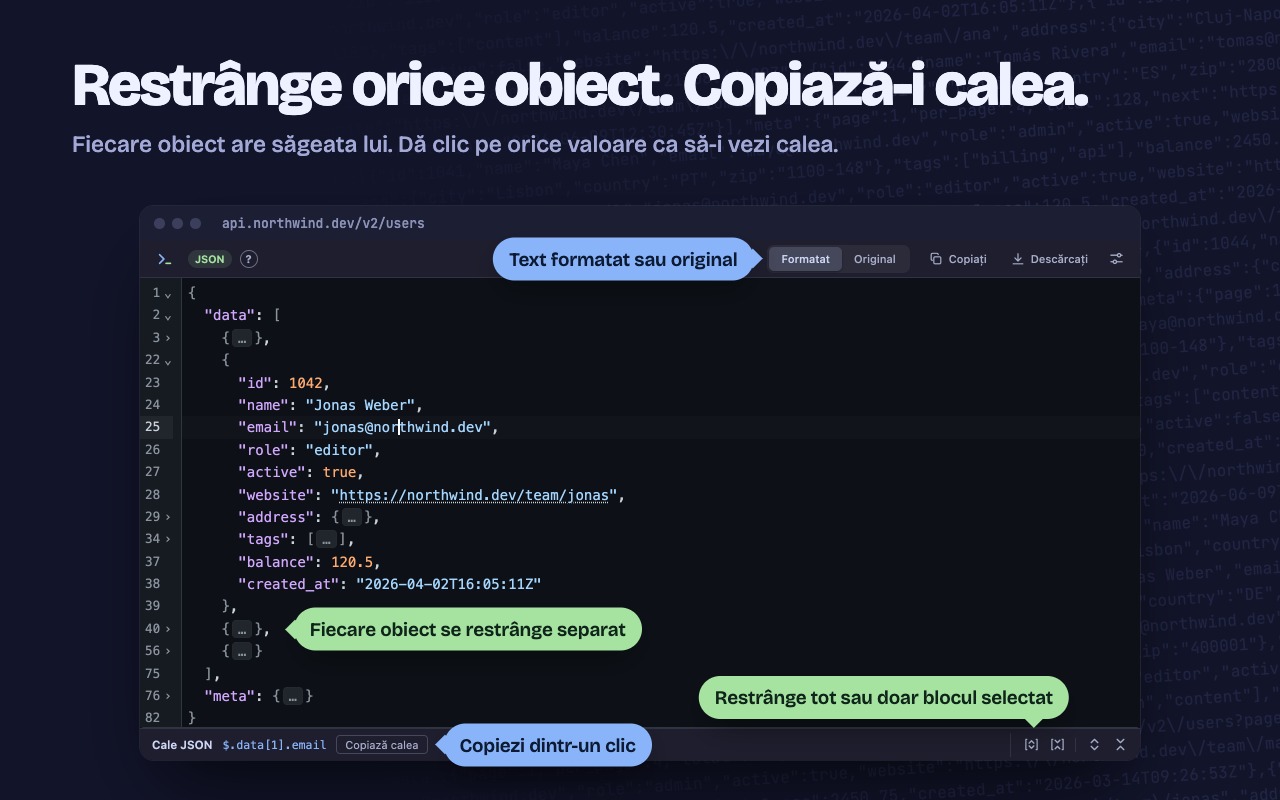 Restrânge orice obiect. Copiază-i calea.
Fiecare obiect are săgeata lui. Dă clic pe orice valoare ca să-i vezi calea.
api.northwind.dev/v2/users
JSON ? Text formatat sau original Formatat Original Copiați Descărcați
1 {
2 "data": [
3 {…},
22 {
23 "id": 1042,
24 "name": "Jonas Weber",
25 "email": "jonas@northwind.dev",
26 "role": "editor",
27 "active": true,
28 "website": "https://northwind.dev/team/jonas",
29 "address": {…},
34 "tags": […],
37 "balance": 120.5,
38 "created_at": "2026-04-02T16:05:11Z"
39 },
40 {…}, Fiecare obiect se restrânge separat
56 {…}
75 ],
76 "meta": {…}
Restrânge tot sau doar blocul selectat
82 }
Cale JSON $.data[1].email Copiază calea Copiezi dintr-un clic